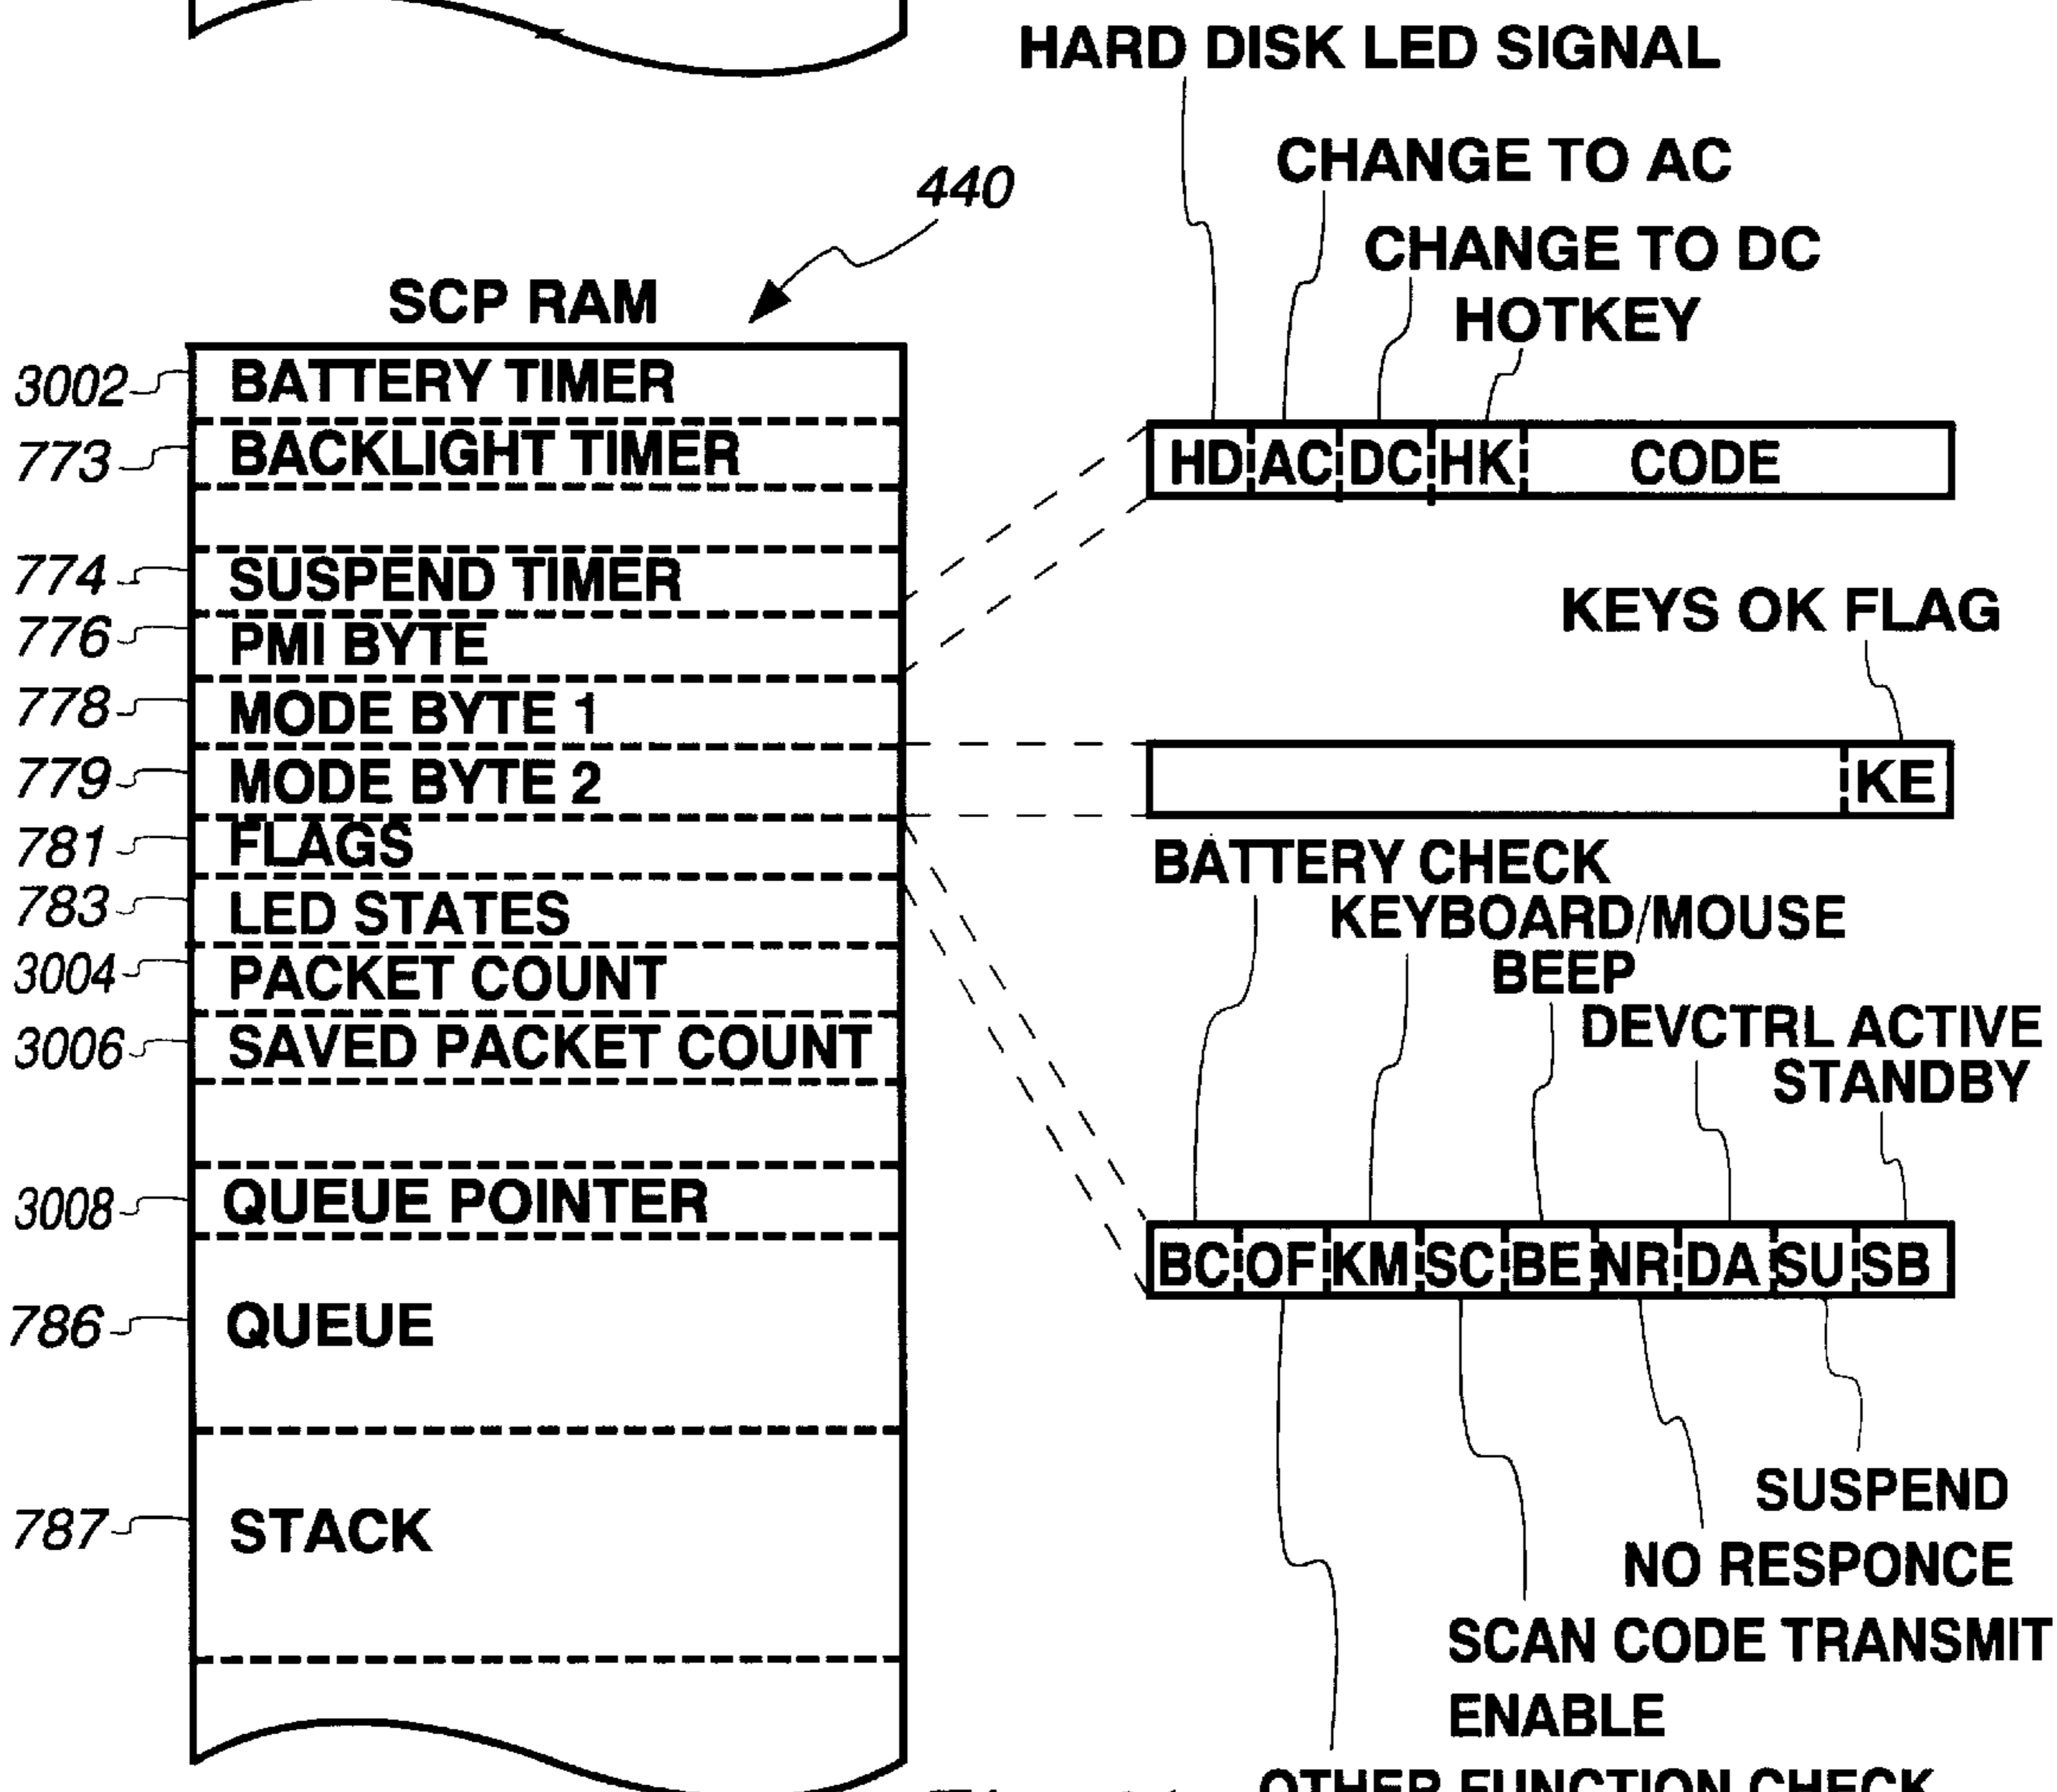 HARD DISK LED SIGNAL
CHANGE TO AC
440
CHANGE TO DC
SCP RAM
HOTKEY
3002 BATTERY TIMER
773 BACKLIGHT TIMER
HD AC DC HK CODE
774 SUSPEND TIMER
776 PMI BYTE
KEYS OK FLAG
778 MODE BYTE 1
779 MODE BYTE 2
KE
781 FLAGS
783 LED STATES
3004 PACKET COUNT
3006 SAVED PACKET COUNT
BATTERY CHECK
KEYBOARD/MOUSE
BEEP
DEVCTRL ACTIVE
STANDBY
3008 QUEUE POINTER
BC OF KM SC BE NR DA SU SB
786 QUEUE
787 STACK
SUSPEND
NO RESPONCE
SCAN CODE TRANSMIT
ENABLE
OTHER FUNCTION CHECK